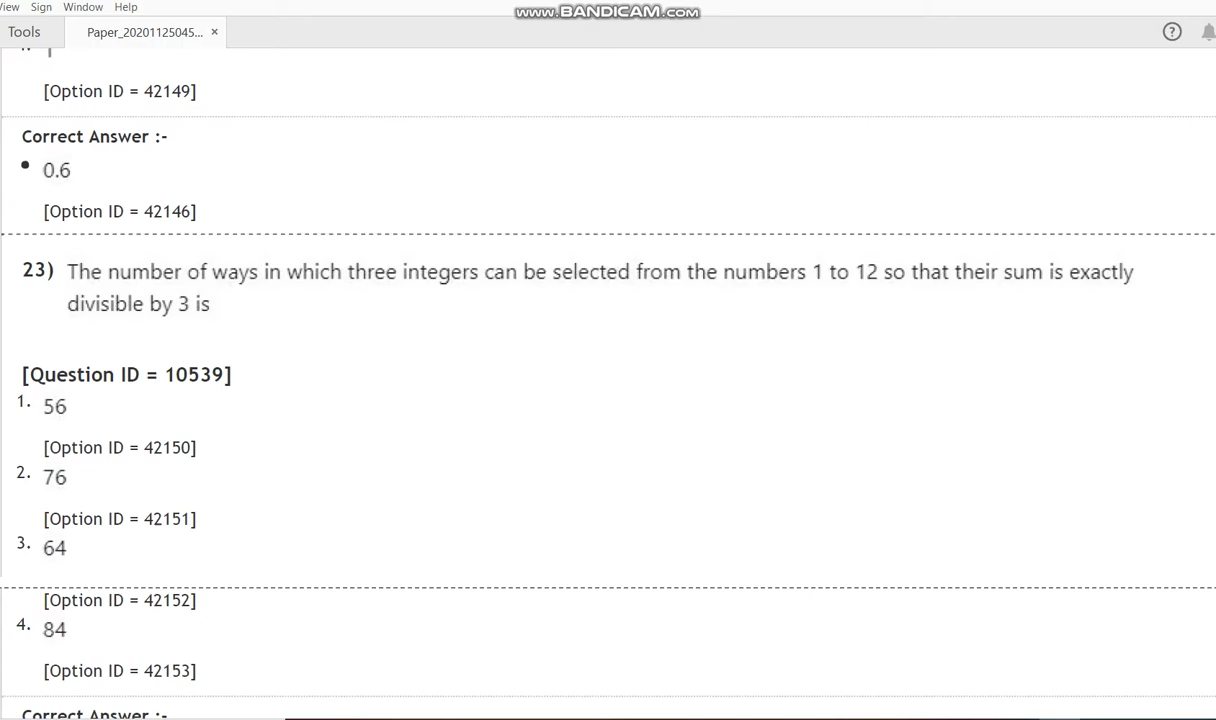 View Sign Window Help
www.BANDICAM.com
Tools Paper_20201125045... ×
[Option ID = 42149]
Correct Answer :-
• 0.6
[Option ID = 42146]
23) The number of ways in which three integers can be selected from the numbers 1 to 12 so that their sum is exactly
divisible by 3 is
[Question ID = 10539]
1. 56
[Option ID = 42150]
2. 76
[Option ID = 42151]
3. 64
[Option ID = 42152]
4. 84
[Option ID = 42153]
Correct Answer :-